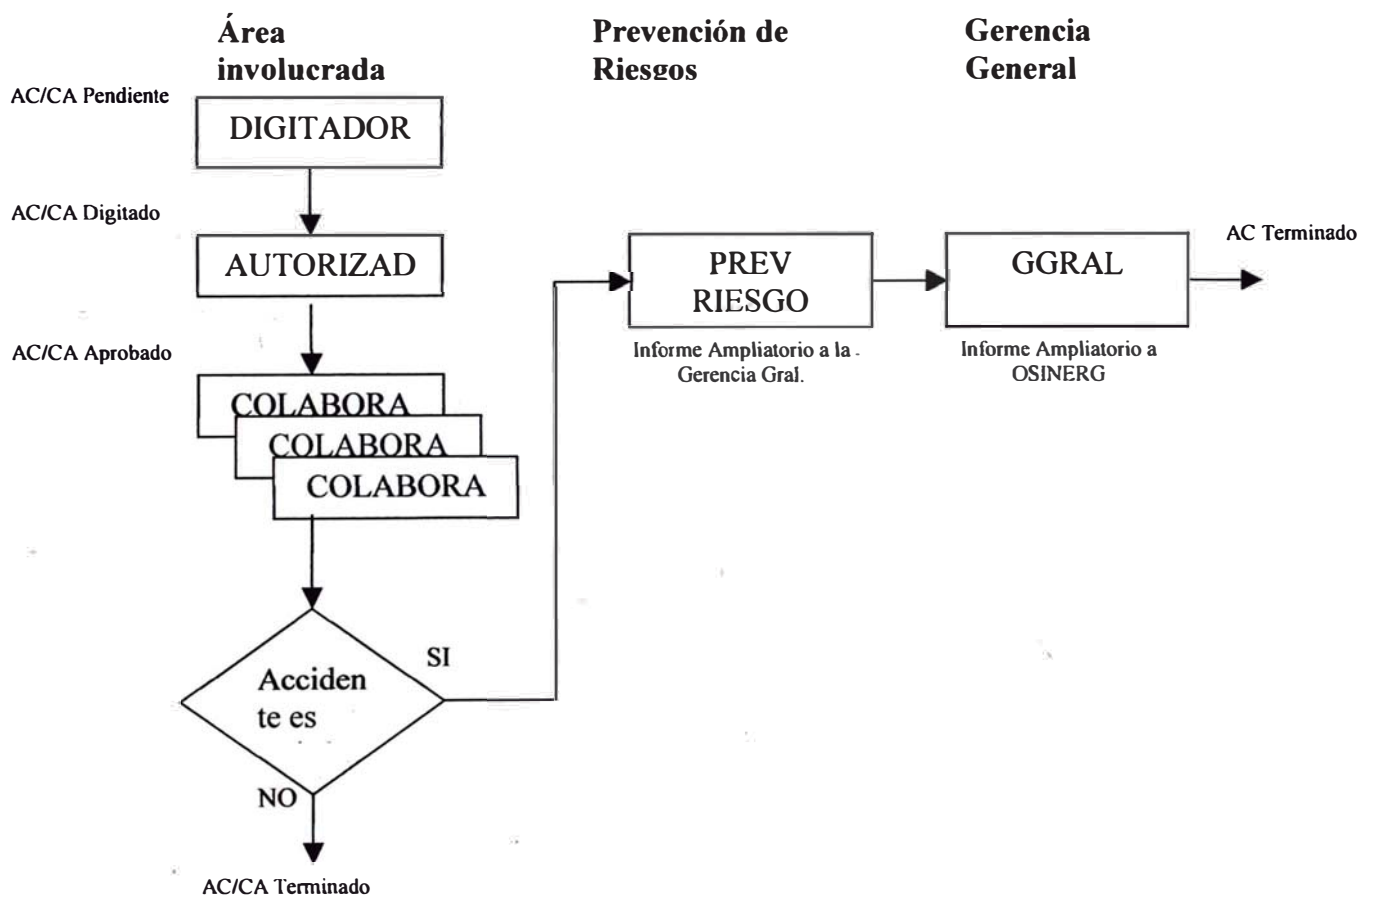 Área
involucrada
Prevención de
Riesgos
Gerencia
General
AC/CA Pendiente
DIGITADOR
AC/CA Digitado
AUTORIZAD
AC/CA Aprobado
COLABORA
COLABORA
COLABORA
PREV
RIESGO
Informe Ampliatorio a la
Gerencia Gral.
GGRAL
Informe Ampliatorio a
OSINERG
AC Terminado
Acciden
te es
SI
NO
AC/CA Terminado